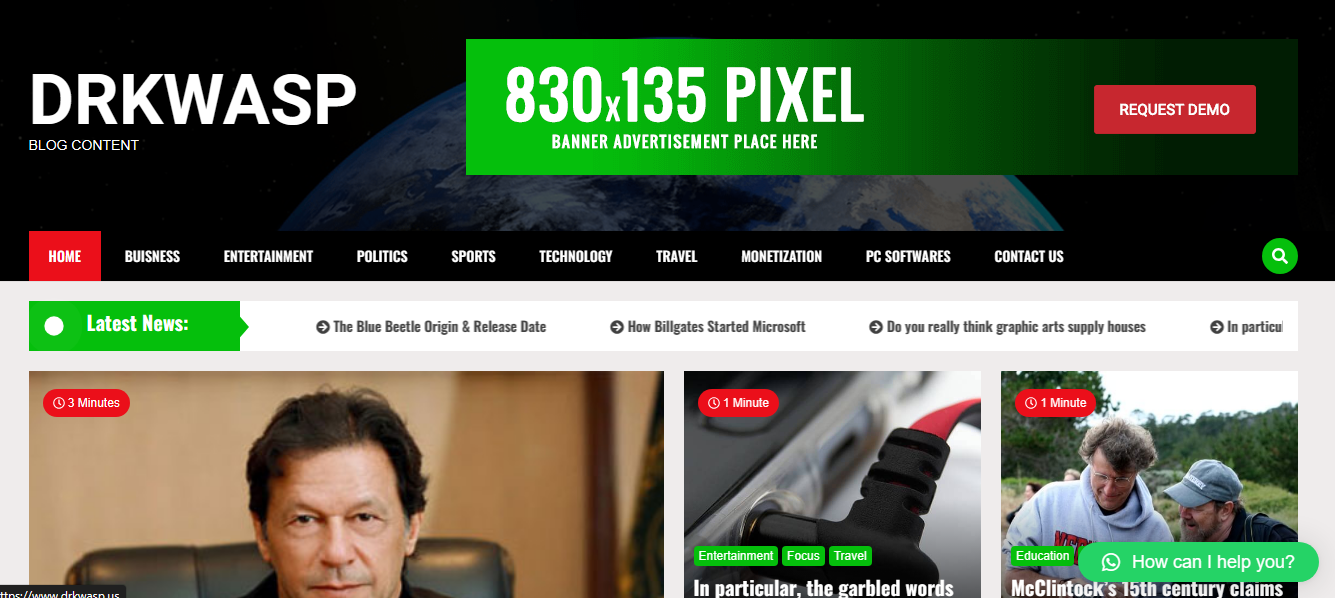 DRKWASP
BLOG CONTENT
830x135 PIXEL
BANNER ADVERTISEMENT PLACE HERE
REQUEST DEMO
HOME BUISNESS ENTERTAINMENT POLITICS SPORTS TECHNOLOGY TRAVEL MONETIZATION PC SOFTWARES CONTACT US
Latest News: The Blue Beetle Origin & Release Date How Billgates Started Microsoft Do you really think graphic arts supply houses In particul
3 Minutes
1 Minute
Entertainment Focus Travel
In particular, the garbled words
1 Minute
Education
McClintock's 15th century claims
How can I help you?
ttps://www.drkwasp.us